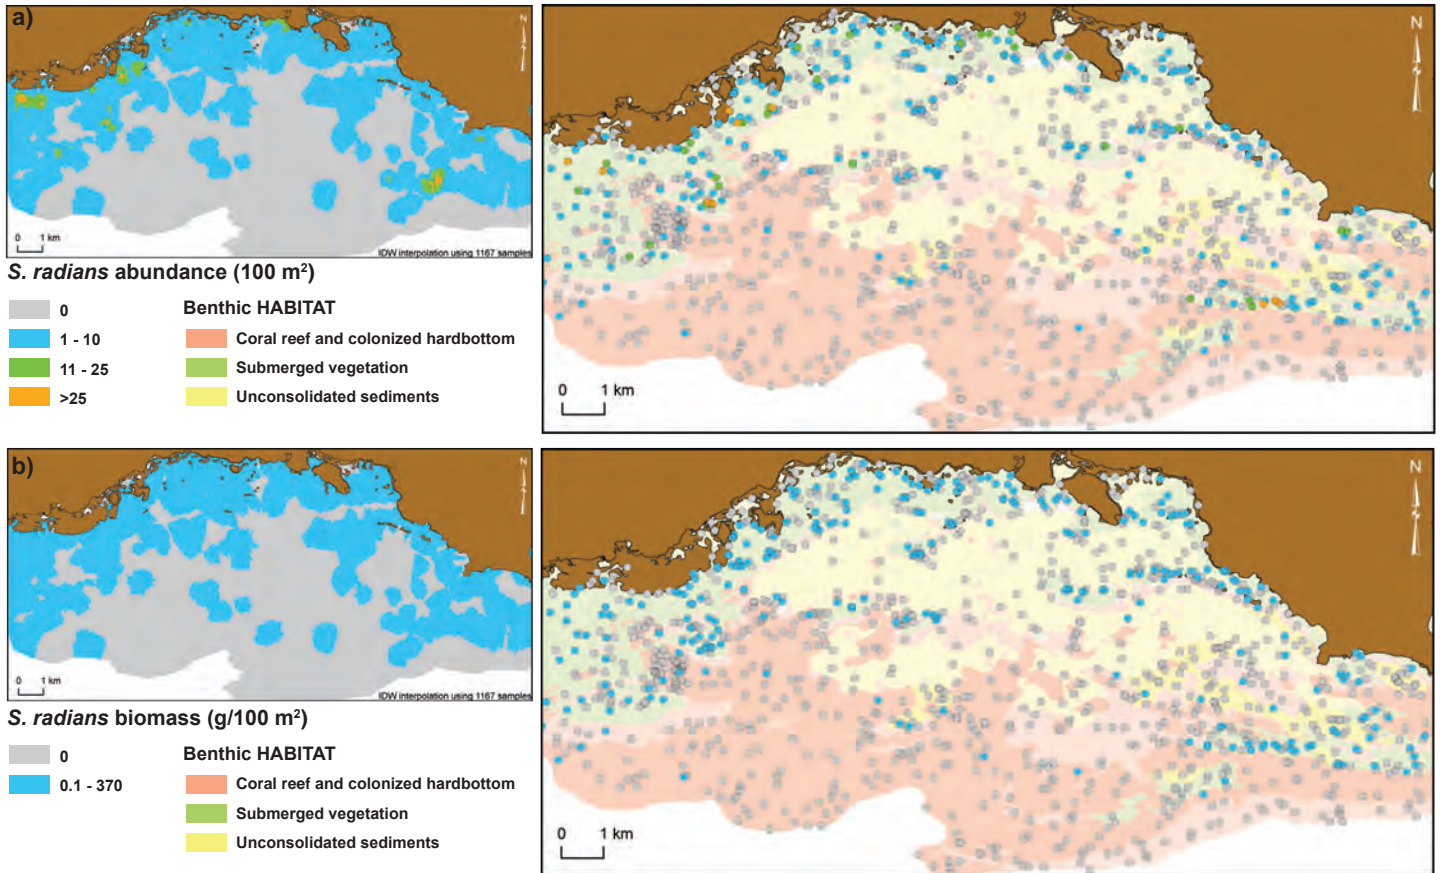 a)
N
0 1 km
IDW interpolation using 1167 samples
N
0 1 km
S. radians abundance (100 m²)
0
1 - 10
11 - 25
>25
Benthic HABITAT
Coral reef and colonized hardbottom
Submerged vegetation
Unconsolidated sediments
b)
N
0 1 km
IDW interpolation using 1167 samples
N
0 1 km
S. radians biomass (g/100 m²)
0
0.1 - 370
Benthic HABITAT
Coral reef and colonized hardbottom
Submerged vegetation
Unconsolidated sediments